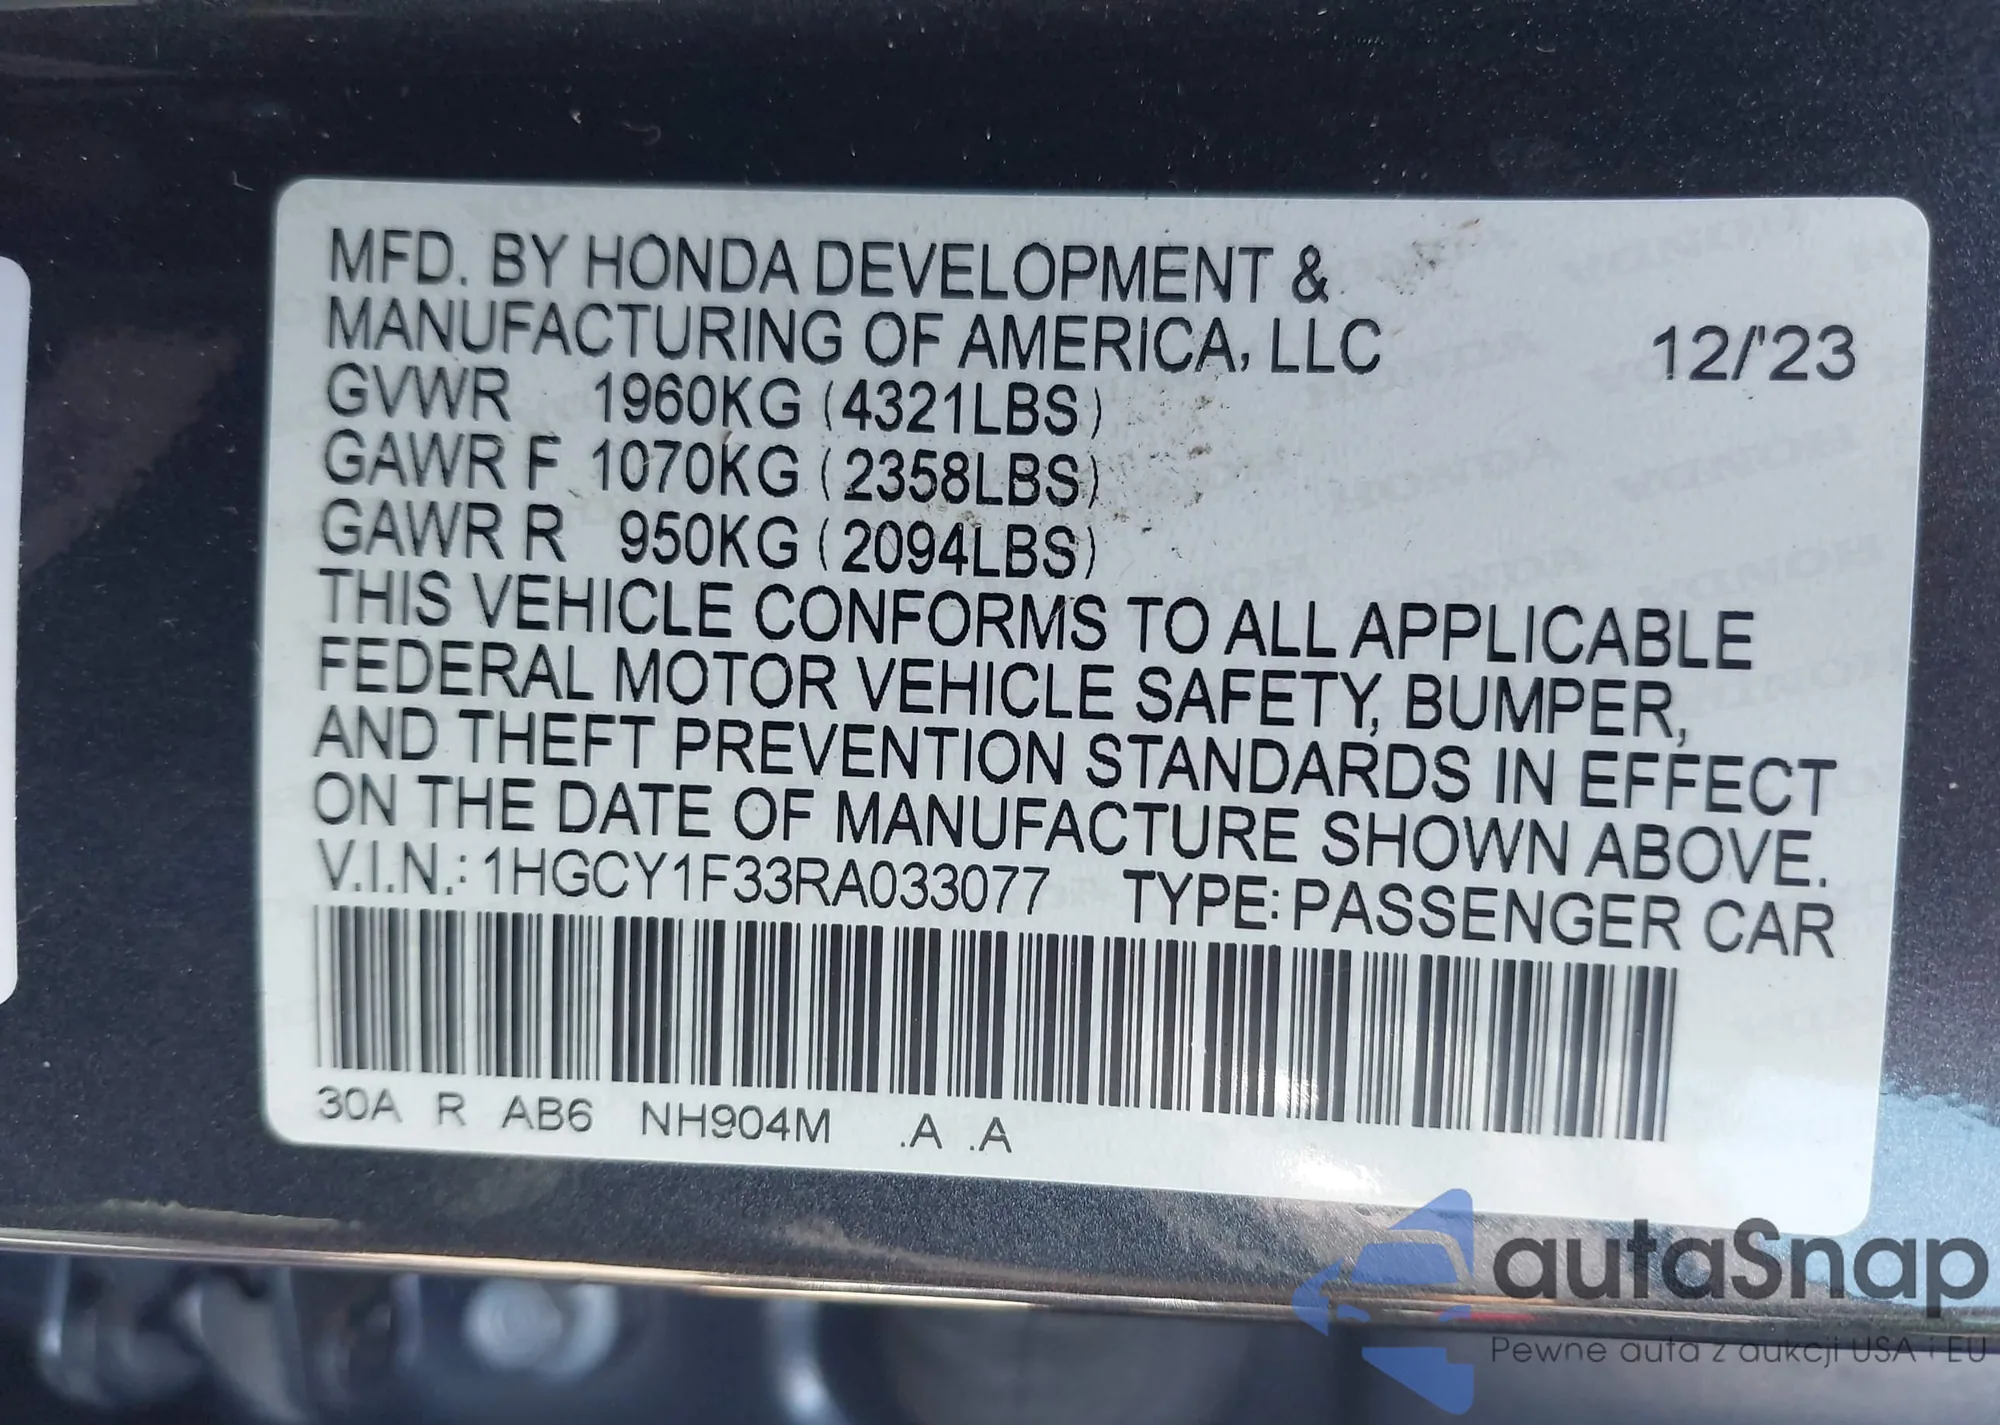 MFD. BY HONDA DEVELOPMENT &
MANUFACTURING OF AMERICA, LLC 12/'23
GVWR 1960KG (4321LBS)
GAWR F 1070KG (2358LBS)
GAWR R 950KG (2094LBS)
THIS VEHICLE CONFORMS TO ALL APPLICABLE
FEDERAL MOTOR VEHICLE SAFETY, BUMPER,
AND THEFT PREVENTION STANDARDS IN EFFECT
ON THE DATE OF MANUFACTURE SHOWN ABOVE.
V.I.N.: 1HGCY1F33RA033077 TYPE: PASSENGER CAR
30A R AB6 NH904M .A .A
autaSnap
Pewne auta z aukcji USA i EU